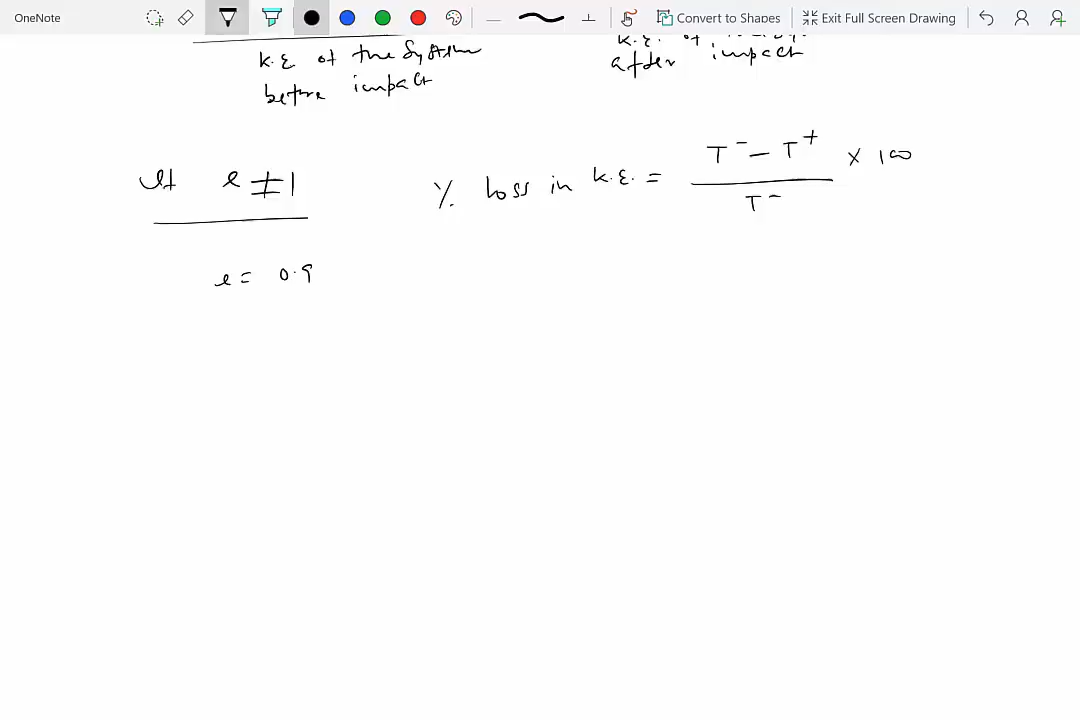 OneNote
Convert to Shapes
Exit Full Screen Drawing
K.E of the System before impact
K.E. of
after impact
If e ≠ 1
% Loss in K.E. = (T⁻ − T⁺) / T⁻ × 100
e = 0.9